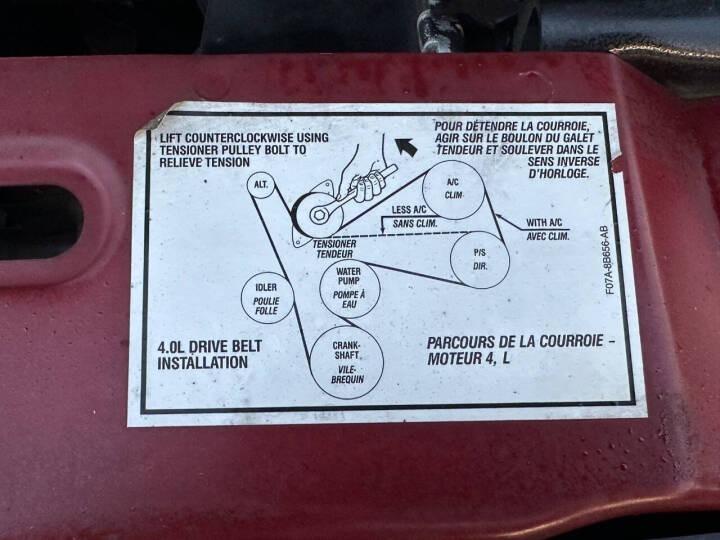 LIFT COUNTERCLOCKWISE USING
TENSIONER PULLEY BOLT TO
RELIEVE TENSION
POUR DÉTENDRE LA COURROIE,
AGIR SUR LE BOULON DU GALET
TENDEUR ET SOULEVER DANS LE
SENS INVERSE
D'HORLOGE.
ALT.
A/C
CLIM.
LESS A/C
SANS CLIM.
WITH A/C
AVEC CLIM.
TENSIONER
TENDEUR
P/S
DIR.
WATER
PUMP
POMPE À
EAU
IDLER
POULIE
FOLLE
CRANK-
SHAFT
VILE-
BREQUIN
4.0L DRIVE BELT
INSTALLATION
PARCOURS DE LA COURROIE –
MOTEUR 4, L
F07A-8B656-AB